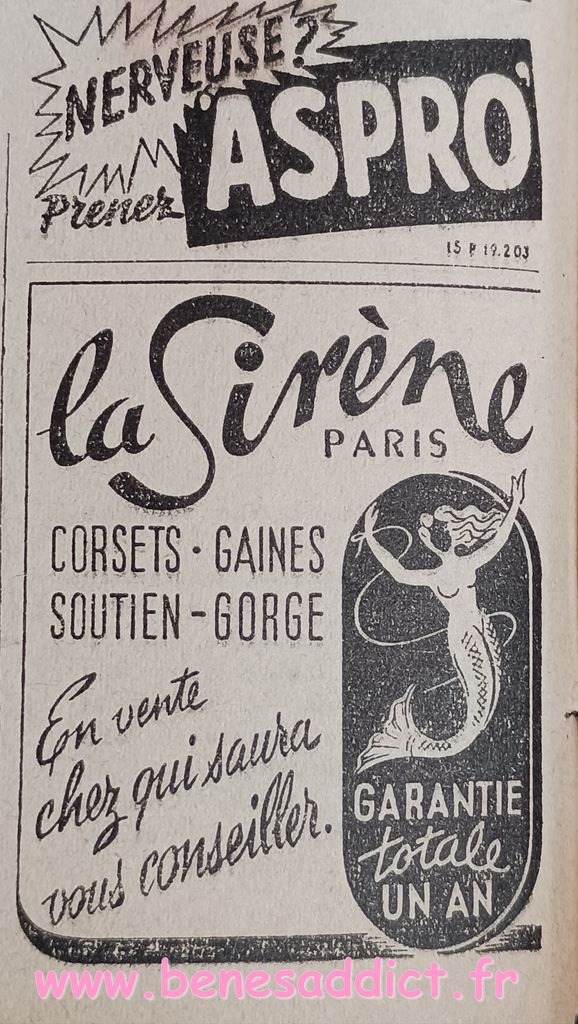 NERVEUSE?
Prenez
'ASPRO'
15 P 19.203
la Sirène
PARIS
CORSETS · GAINES
SOUTIEN-GORGE
En vente
chez qui saura
vous conseiller.
GARANTIE
totale
UN AN
www.benesaddict.fr